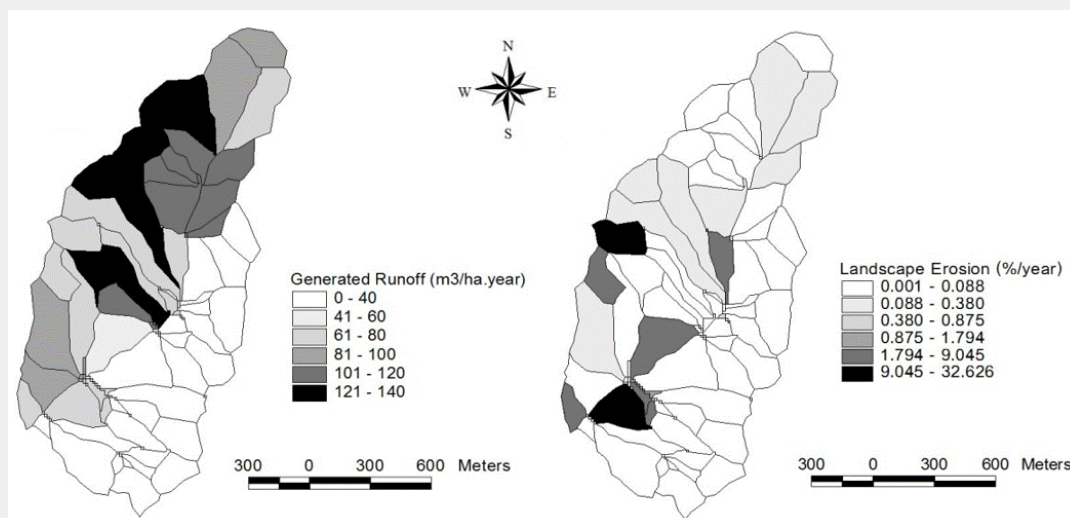 N
W E
S
Generated Runoff (m3/ha.year)
0 - 40
41 - 60
61 - 80
81 - 100
101 - 120
121 - 140
300 0 300 600 Meters
Landscape Erosion (%/year)
0.001 - 0.088
0.088 - 0.380
0.380 - 0.875
0.875 - 1.794
1.794 - 9.045
9.045 - 32.626
300 0 300 600 Meters